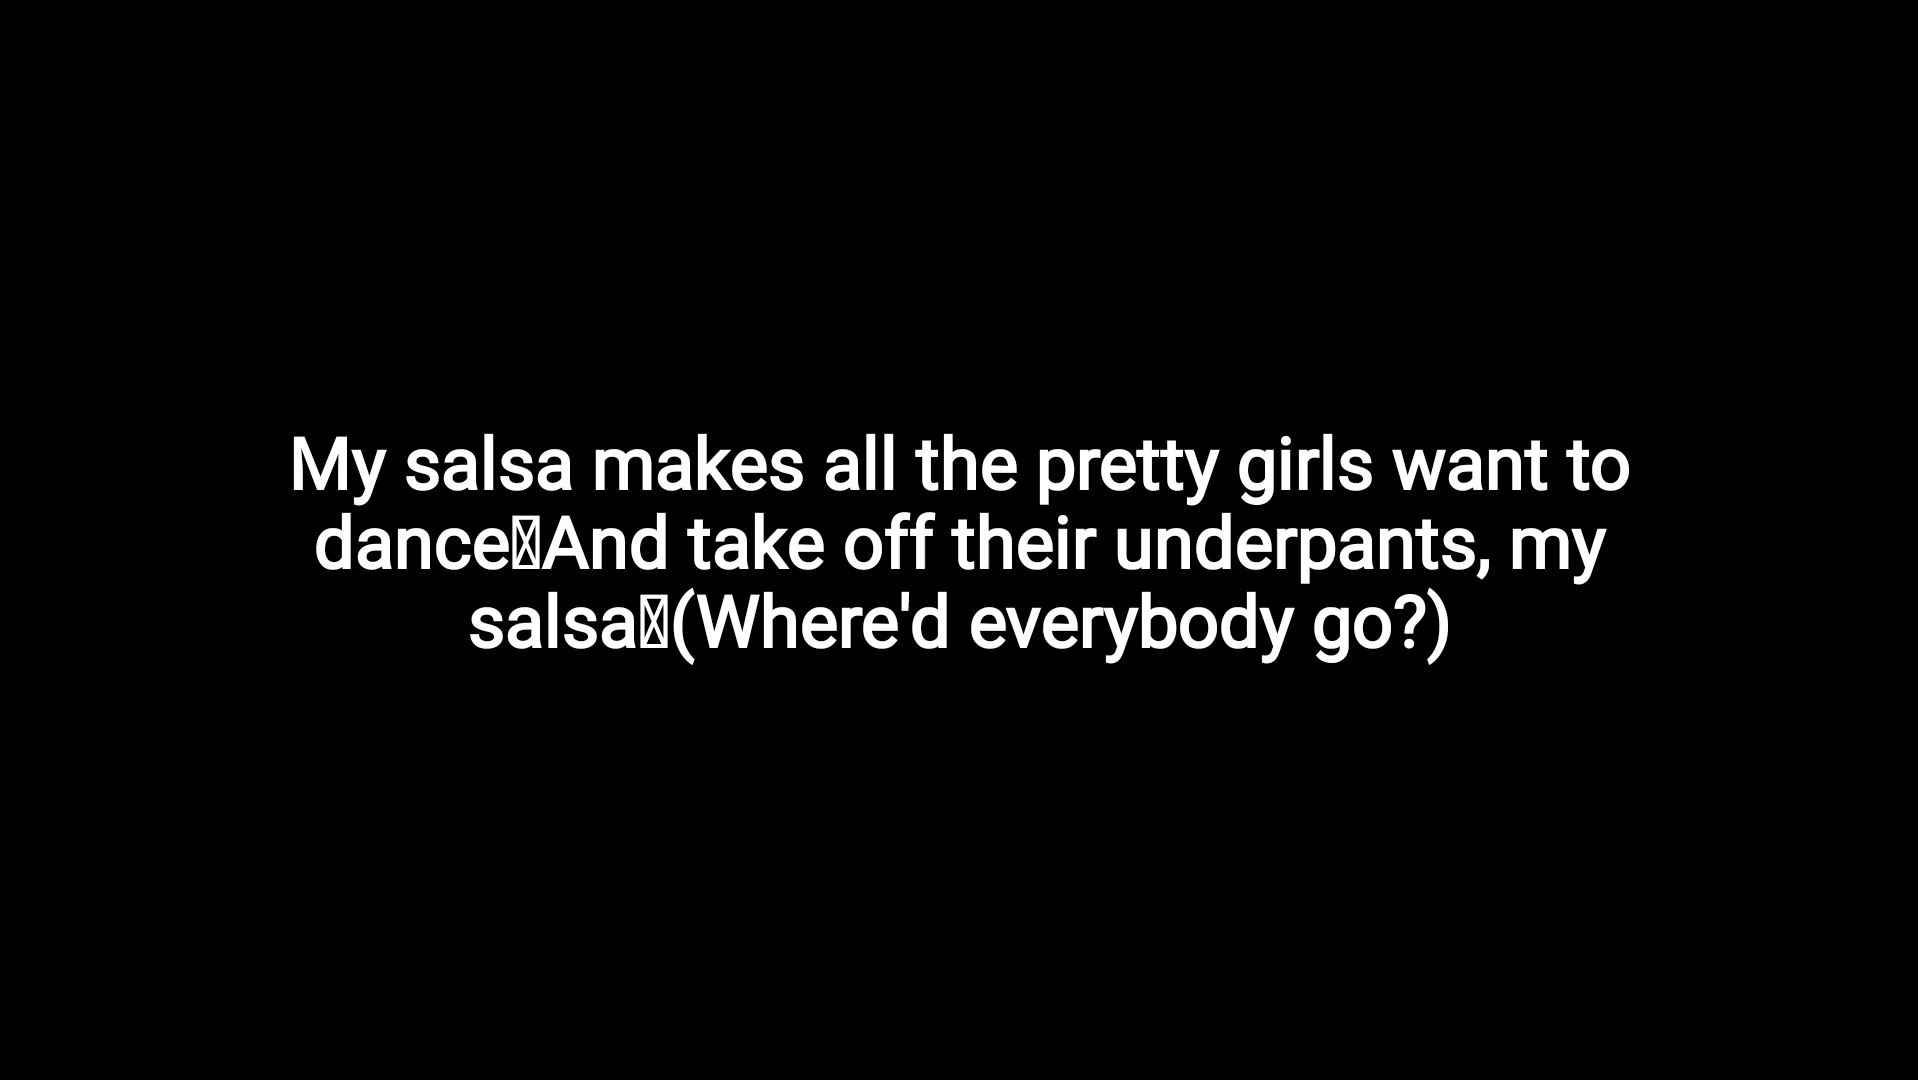 My salsa makes all the pretty girls want to
dance☒And take off their underpants, my
salsa☒(Where'd everybody go?)